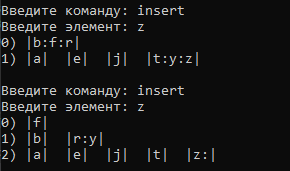 Введите команду: insert
Введите элемент: z
0) |b:f:r|
1) |a|  |e|  |j|  |t:y:z|
Введите команду: insert
Введите элемент: z
0) |f|
1) |b|  |r:y|
2) |a|  |e|  |j|  |t|  |z:|